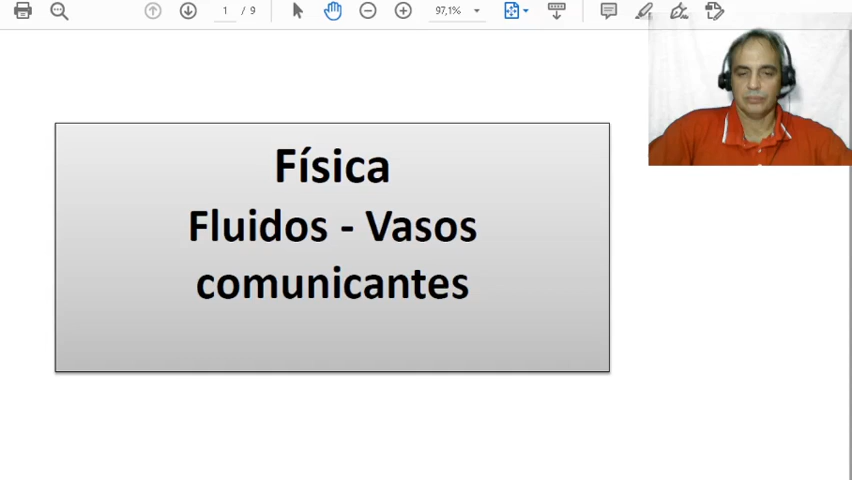 1 / 9
97,1%
Física
Fluidos - Vasos
comunicantes